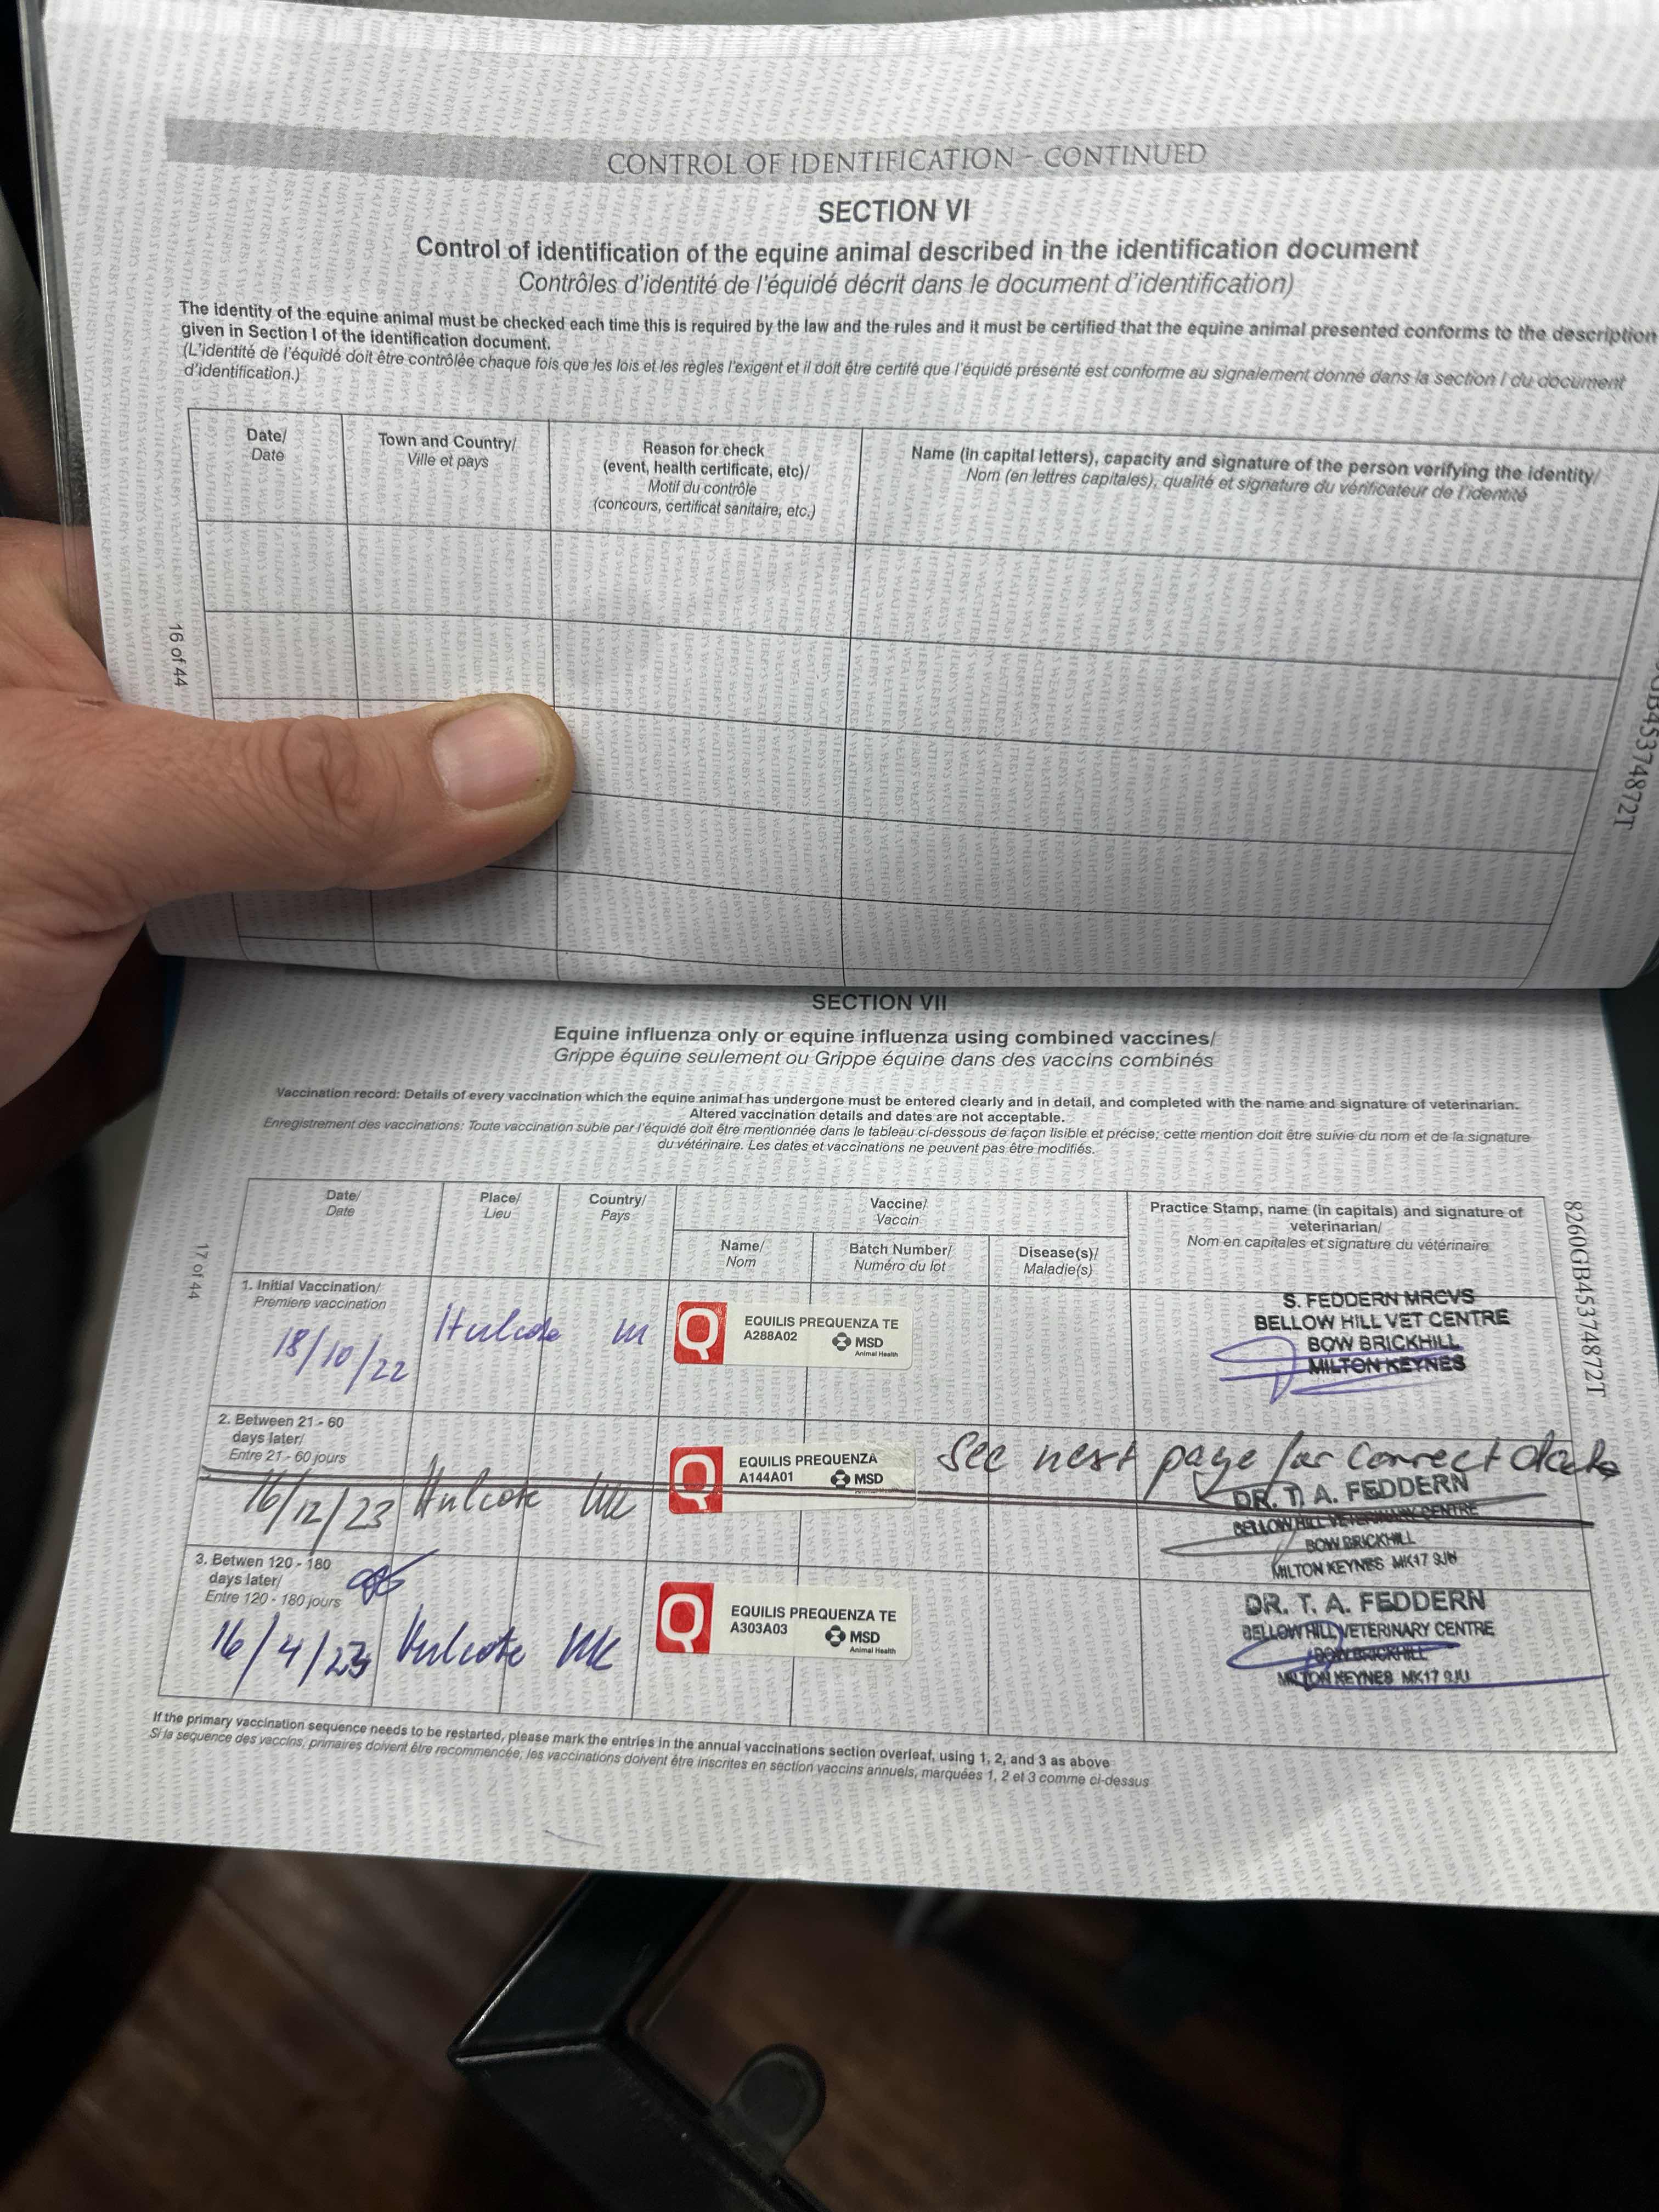 CONTROL OF IDENTIFICATION - CONTINUED
SECTION VI
Control of identification of the equine animal described in the identification document
Contrôles d'identité de l'équidé décrit dans le document d'identification)
The identity of the equine animal must be checked each time this is required by the law and the rules and it must be certified that the equine animal presented conforms to the description
given in Section I of the identification document.
(L'identité de l'équidé doit être contrôlée chaque fois que les lois et les règles l'exigent et il doit être certifé que l'équidé présenté est conforme au signalement donné dans la section I du document
d'identification.)
Date/
Date
Town and Country/
Ville et pays
Reason for check
(event, health certificate, etc)/
Motif du contrôle
(concours, certificat sanitaire, etc.)
Name (in capital letters), capacity and signature of the person verifying the identity/
Nom (en lettres capitales), qualité et signature du vérificateur de l'identité
16 of 44
GB45374872T
SECTION VII
Equine influenza only or equine influenza using combined vaccines/
Grippe équine seulement ou Grippe équine dans des vaccins combinés
Vaccination record: Details of every vaccination which the equine animal has undergone must be entered clearly and in detail, and completed with the name and signature of veterinarian.
Altered vaccination details and dates are not acceptable.
Enregistrement des vaccinations: Toute vaccination subie par l'équidé doit être mentionnée dans le tableau ci-dessous de façon lisible et précise; cette mention doit être suivie du nom et de la signature
du vétérinaire. Les dates et vaccinations ne peuvent pas être modifiés.
Date/
Date
Place/
Lieu
Country/
Pays
Vaccine/
Vaccin
Name/
Nom
Batch Number/
Numéro du lot
Disease(s)/
Maladie(s)
Practice Stamp, name (in capitals) and signature of
veterinarian/
Nom en capitales et signature du vétérinaire
17 of 44
8260GB45374872T
1. Initial Vaccination/
Premiere vaccination
18/10/22 Hulcote
Q EQUILIS PREQUENZA TE
A288A02 MSD
Animal Health
S. FEDDERN MRCVS
BELLOW HILL VET CENTRE
BOW BRICKHILL
MILTON KEYNES
2. Between 21 - 60
days later/
Entre 21 - 60 jours
16/12/23 Hulcote UK
Q EQUILIS PREQUENZA
A144A01 MSD
See next page for correct date
DR. T. A. FEDDERN
BELLOW HILL VETERINARY CENTRE
BOW BRICKHILL
MILTON KEYNES MK17 9JU
3. Betwen 120 - 180
days later/
Entre 120 - 180 jours
16/4/23 Hulcote UK
Q EQUILIS PREQUENZA TE
A303A03 MSD
Animal Health
DR. T. A. FEDDERN
BELLOW HILL VETERINARY CENTRE
BOW BRICKHILL
MILTON KEYNES MK17 9JU
If the primary vaccination sequence needs to be restarted, please mark the entries in the annual vaccinations section overleaf, using 1, 2, and 3 as above
Si la sequence des vaccins, primaires doivent être recommencée, les vaccinations doivent être inscrites en section vaccins annuels, marquées 1, 2 et 3 comme ci-dessus